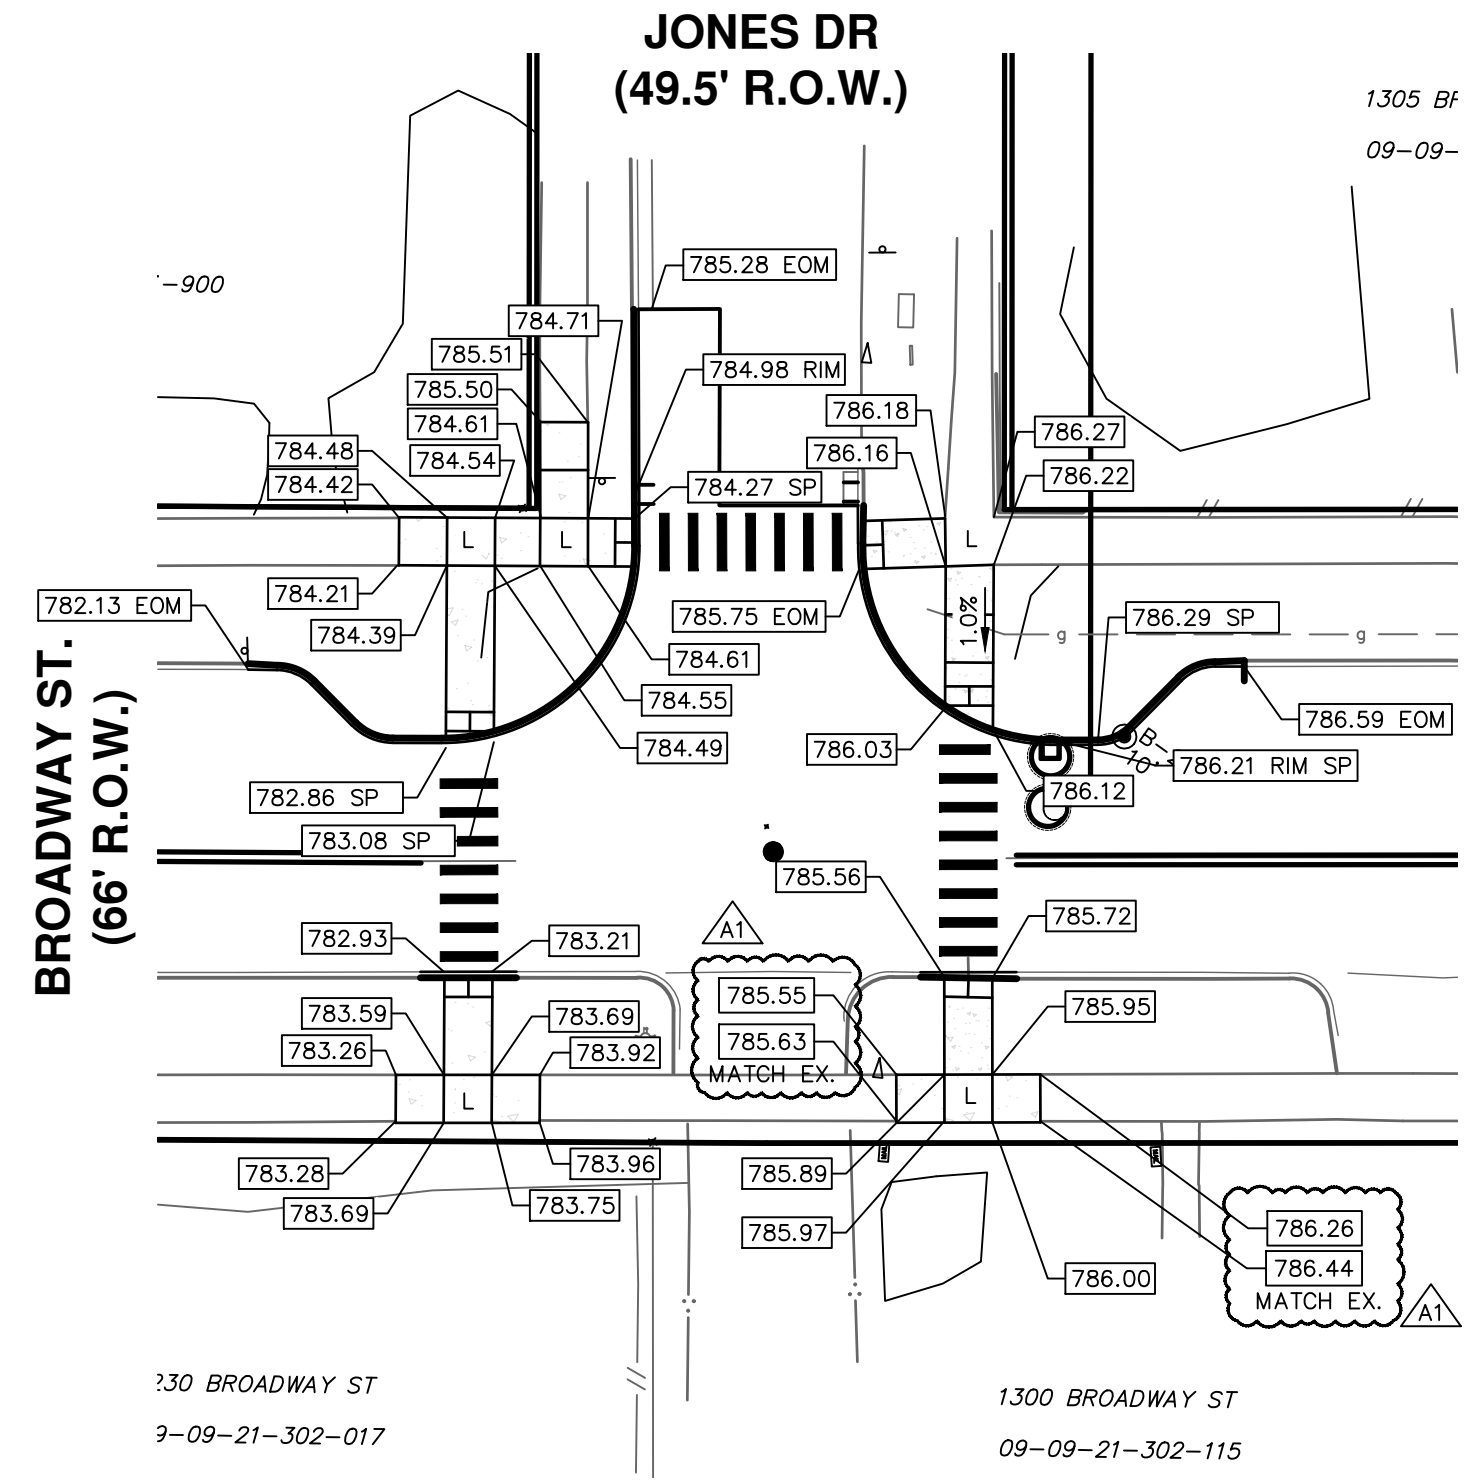 JONES DR
(49.5' R.O.W.)
1305
09-09-
-900
785.28 EOM
784.71
785.51
784.98 RIM
785.50
786.18
784.61
786.27
784.48
784.54
786.16
786.22
784.42
784.27 SP
L
L
L
784.21
1.0%
782.13 EOM
785.75 EOM
786.29 SP
784.39
g
g
784.61
784.55
786.59 EOM
784.49
786.03
786.21 RIM SP
BROADWAY ST.
(66' R.O.W.)
782.86 SP
786.12
783.08 SP
785.56
A1
785.72
782.93
783.21
785.55
785.95
783.59
783.69
785.63
783.26
783.92
MATCH EX.
L
L
783.28
783.96
785.89
783.69
783.75
785.97
786.26
786.00
786.44
MATCH EX.
A1
230 BROADWAY ST
9-09-21-302-017
1300 BROADWAY ST
09-09-21-302-115